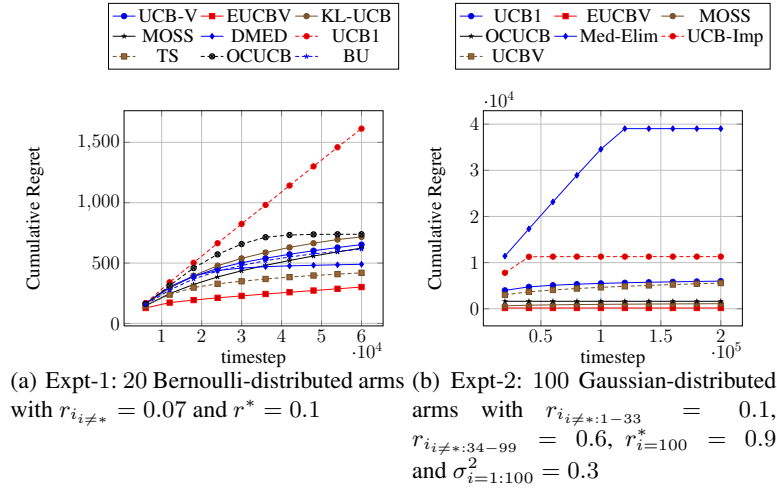 UCB-V EUCBV KL-UCB
MOSS DMED UCB1
TS OCUCB BU
Cumulative Regret
1,500
1,000
500
0
1 2 3 4 5 6
timestep
·10^4
(a) Expt-1: 20 Bernoulli-distributed arms
with r_{i_{i≠*}} = 0.07 and r* = 0.1
UCB1 EUCBV MOSS
OCUCB Med-Elim UCB-Imp
UCBV
·10^4
Cumulative Regret
4
3
2
1
0
0.5 1 1.5 2
timestep
·10^5
(b) Expt-2: 100 Gaussian-distributed
arms with r_{i_{i≠*:1−33}} = 0.1,
r_{i_{i≠*:34−99}} = 0.6, r*_{i=100} = 0.9
and σ²_{i=1:100} = 0.3